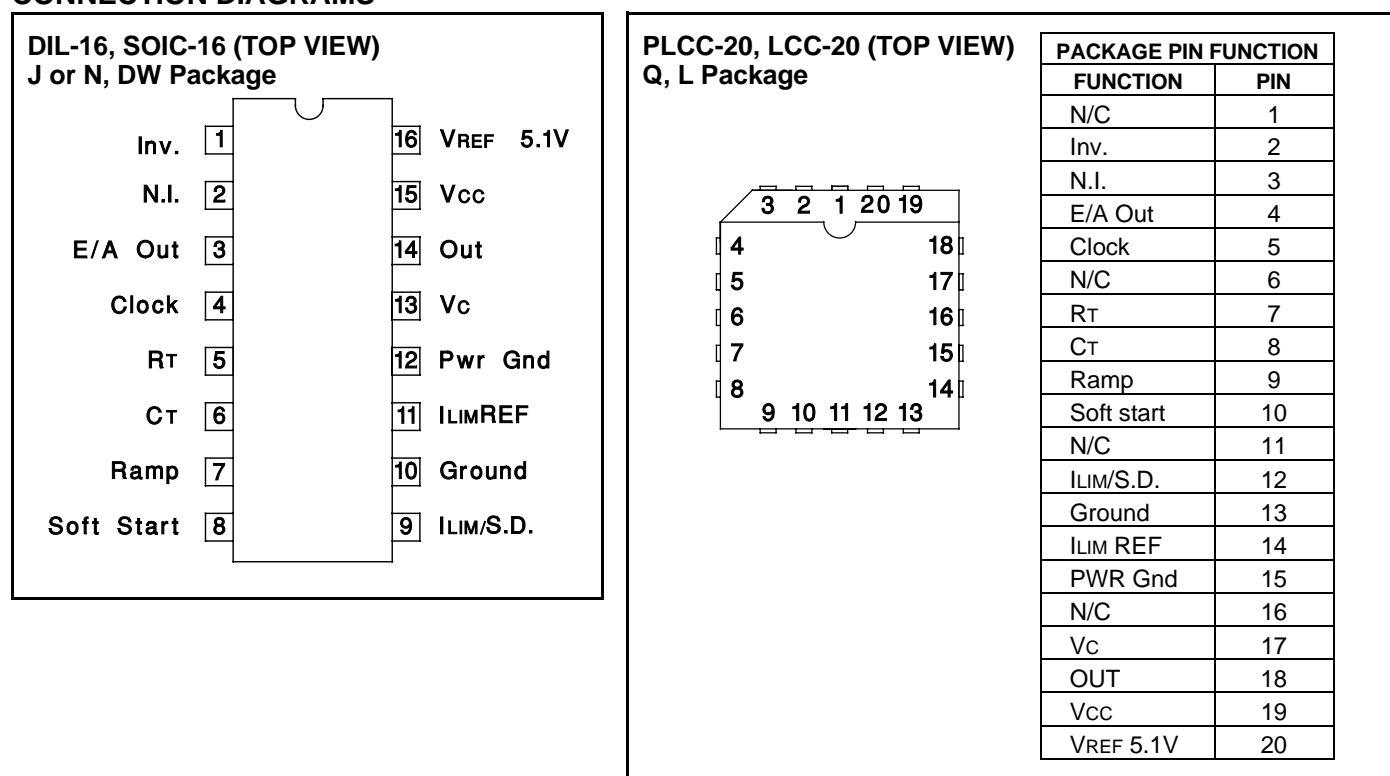 CONNECTION DIAGRAMS
DIL-16, SOIC-16 (TOP VIEW)
J or N, DW Package
Inv. 1 16 VREF 5.1V
N.I. 2 15 VCC
E/A Out 3 14 Out
Clock 4 13 VC
RT 5 12 Pwr Gnd
CT 6 11 ILIMREF
Ramp 7 10 Ground
Soft Start 8 9 ILIM/S.D.
PLCC-20, LCC-20 (TOP VIEW)
Q, L Package
3 2 1 20 19
4 18
5 17
6 16
7 15
8 14
9 10 11 12 13
PACKAGE PIN FUNCTION
FUNCTION PIN
N/C 1
Inv. 2
N.I. 3
E/A Out 4
Clock 5
N/C 6
RT 7
CT 8
Ramp 9
Soft start 10
N/C 11
ILIM/S.D. 12
Ground 13
ILIM REF 14
PWR Gnd 15
N/C 16
VC 17
OUT 18
VCC 19
VREF 5.1V 20